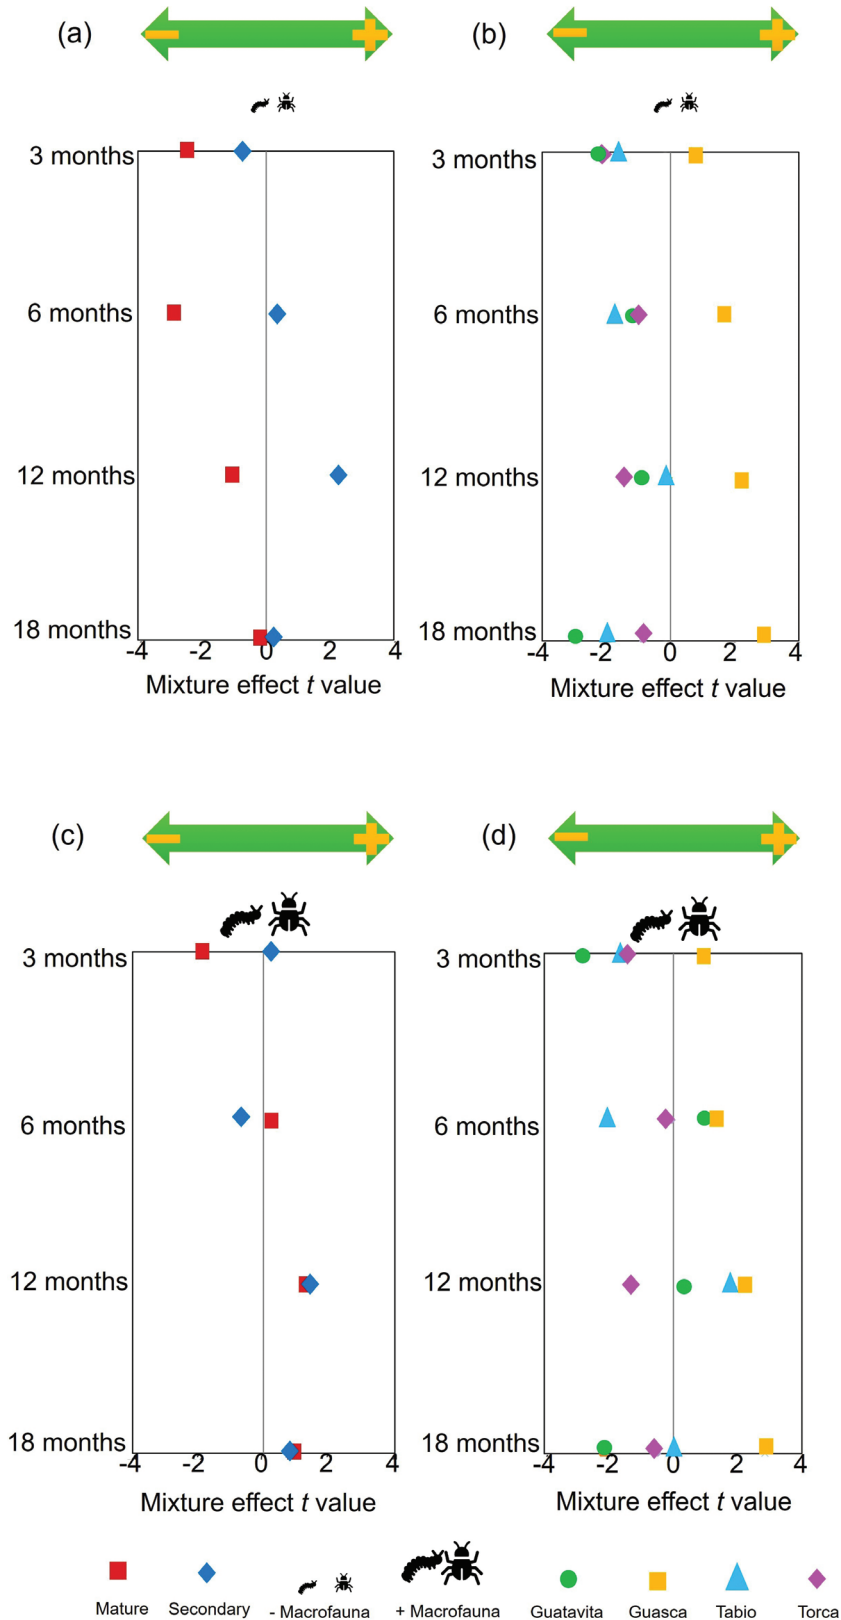 (a)
(b)
3 months
6 months
12 months
18 months
-4 -2 0 2 4
Mixture effect t value
3 months
6 months
12 months
18 months
-4 -2 0 2 4
Mixture effect t value
(c)
(d)
3 months
6 months
12 months
18 months
-4 -2 0 2 4
Mixture effect t value
3 months
6 months
12 months
18 months
-4 -2 0 2 4
Mixture effect t value
Mature Secondary - Macrofauna + Macrofauna Guatavita Guasca Tabio Torca